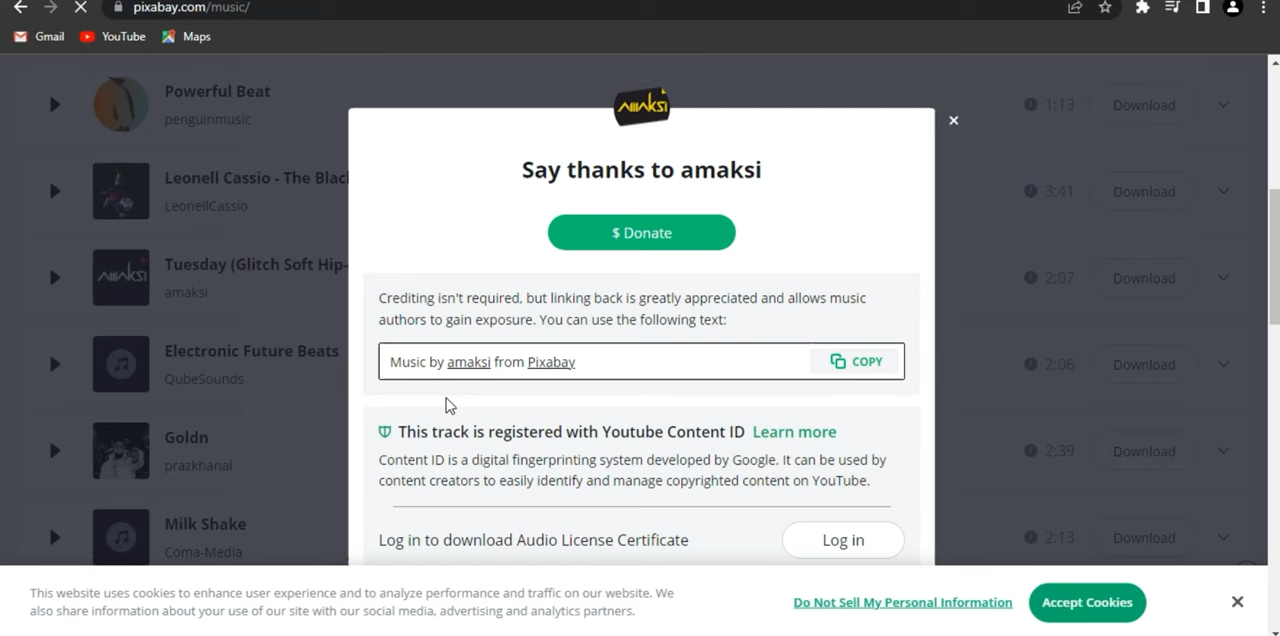 pixabay.com/music/
Gmail YouTube Maps
AMAKSI
Powerful Beat
penguinmusic
1:13 Download
Leonell Cassio - The Blac
LeonellCassio
3:41 Download
Tuesday (Glitch Soft Hip-
amaksi
2:07 Download
Electronic Future Beats
QubeSounds
2:06 Download
Goldn
prazkhanal
2:39 Download
Milk Shake
Coma-Media
2:13 Download
Say thanks to amaksi
$ Donate
Crediting isn't required, but linking back is greatly appreciated and allows music
authors to gain exposure. You can use the following text:
Music by amaksi from Pixabay COPY
This track is registered with Youtube Content ID Learn more
Content ID is a digital fingerprinting system developed by Google. It can be used by
content creators to easily identify and manage copyrighted content on YouTube.
Log in to download Audio License Certificate Log in
This website uses cookies to enhance user experience and to analyze performance and traffic on our website. We
also share information about your use of our site with our social media, advertising and analytics partners.
Do Not Sell My Personal Information Accept Cookies